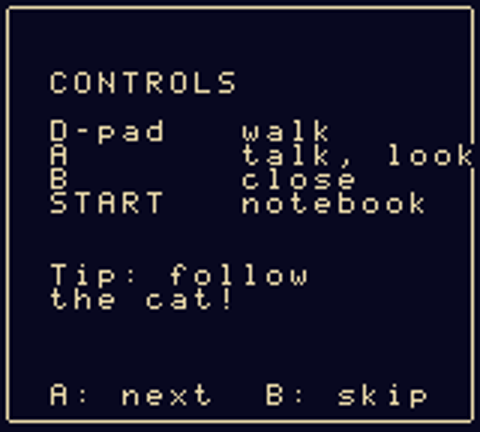 CONTROLS
D-pad walk
A talk, look
B close
START notebook
Tip: follow
the cat!
A: next B: skip